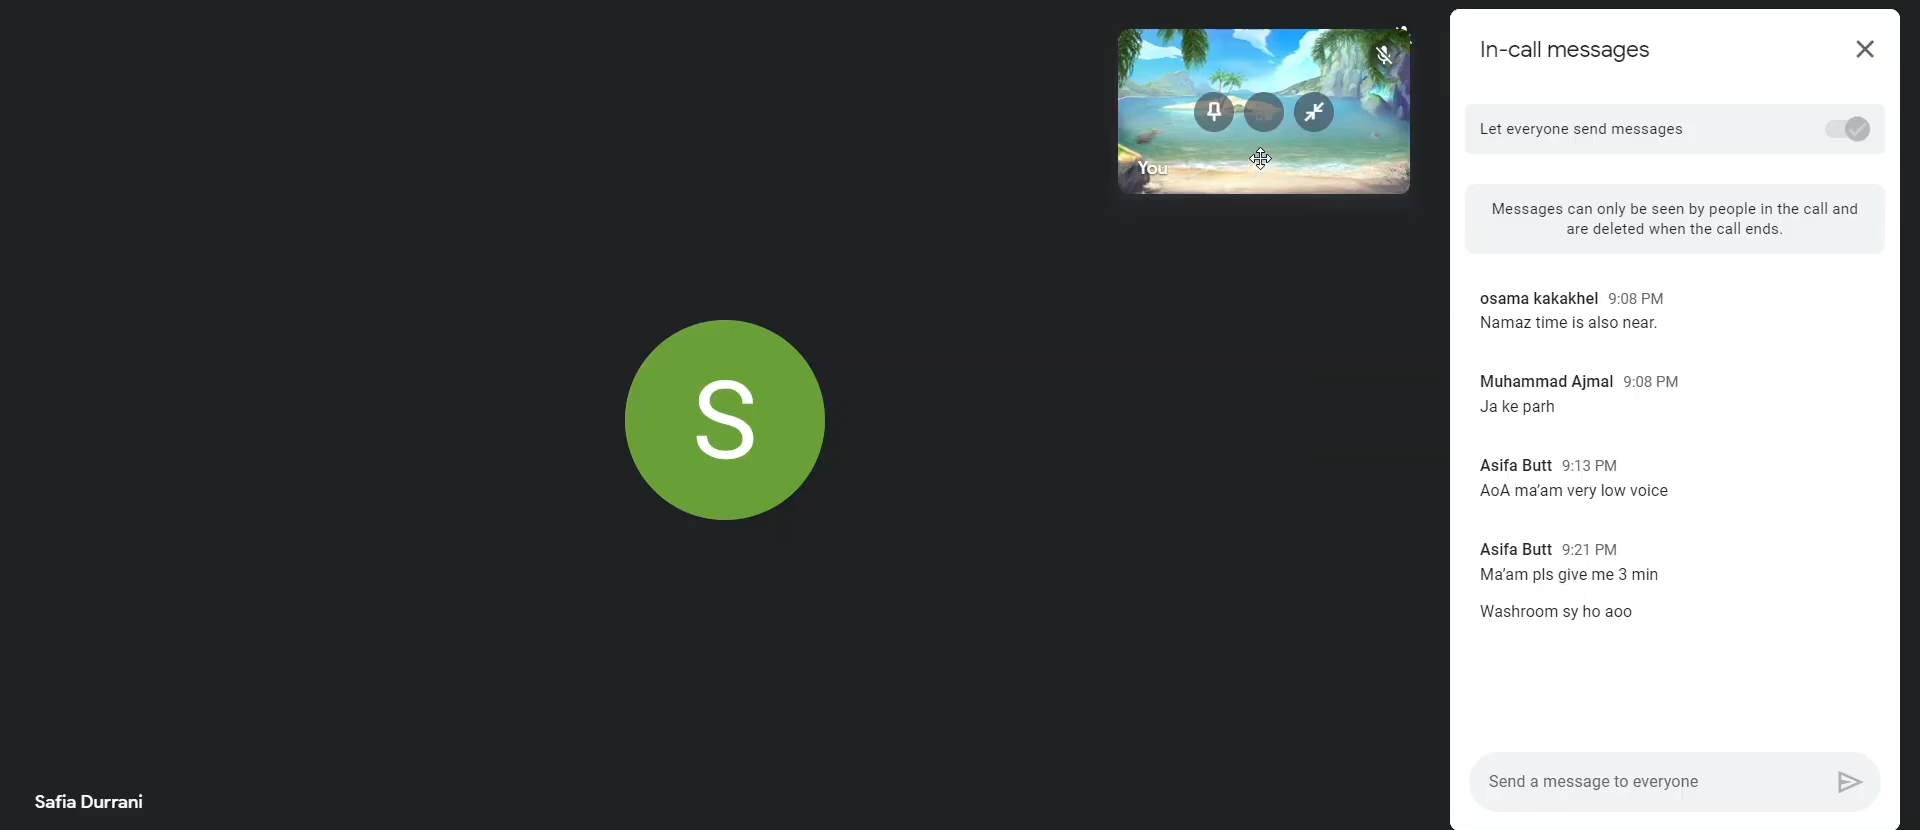 You
S
Safia Durrani
In-call messages
Let everyone send messages
Messages can only be seen by people in the call and
are deleted when the call ends.
osama kakakhel 9:08 PM
Namaz time is also near.
Muhammad Ajmal 9:08 PM
Ja ke parh
Asifa Butt 9:13 PM
AoA ma'am very low voice
Asifa Butt 9:21 PM
Ma'am pls give me 3 min
Washroom sy ho aoo
Send a message to everyone